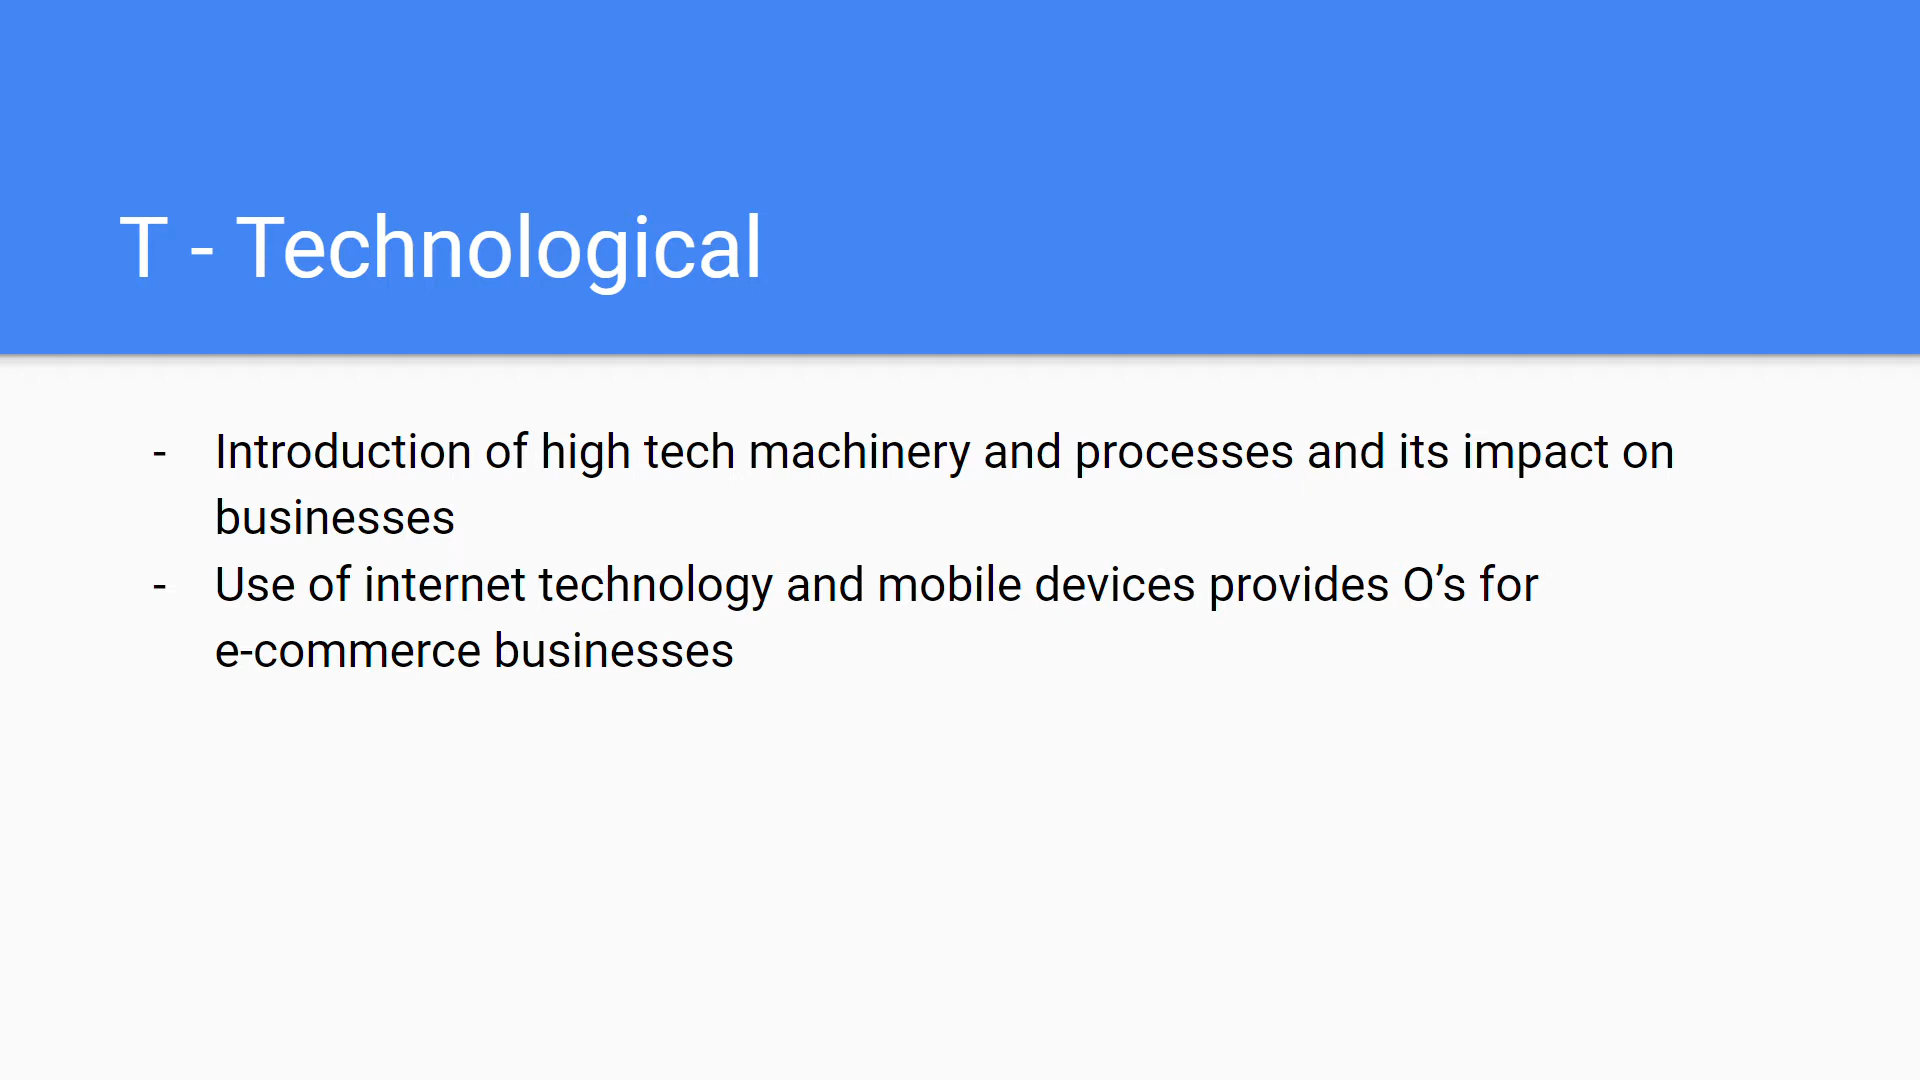 T - Technological
- Introduction of high tech machinery and processes and its impact on
businesses
- Use of internet technology and mobile devices provides O’s for
e-commerce businesses